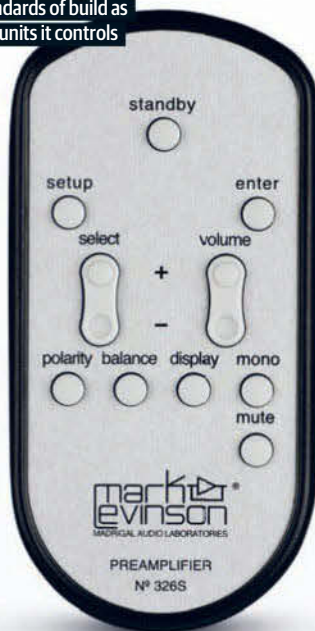 ndards of build as
units it controls
standby
setup enter
select volume
+
−
polarity balance display mono
mute
mark levinson®
MADRIGAL AUDIO LABORATORIES
PREAMPLIFIER
Nº 326S